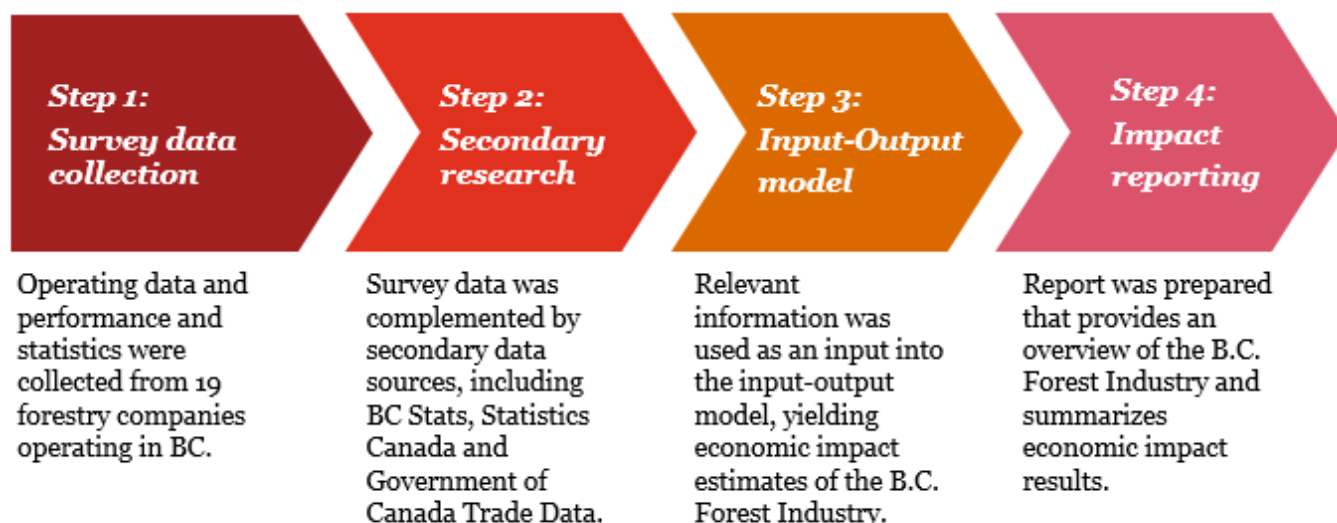 Step 1:
Survey data
collection
Operating data and
performance and
statistics were
collected from 19
forestry companies
operating in BC.
Step 2:
Secondary
research
Survey data was
complemented by
secondary data
sources, including
BC Stats, Statistics
Canada and
Government of
Canada Trade Data.
Step 3:
Input-Output
model
Relevant
information was
used as an input into
the input-output
model, yielding
economic impact
estimates of the B.C.
Forest Industry.
Step 4:
Impact
reporting
Report was prepared
that provides an
overview of the B.C.
Forest Industry and
summarizes
economic impact
results.